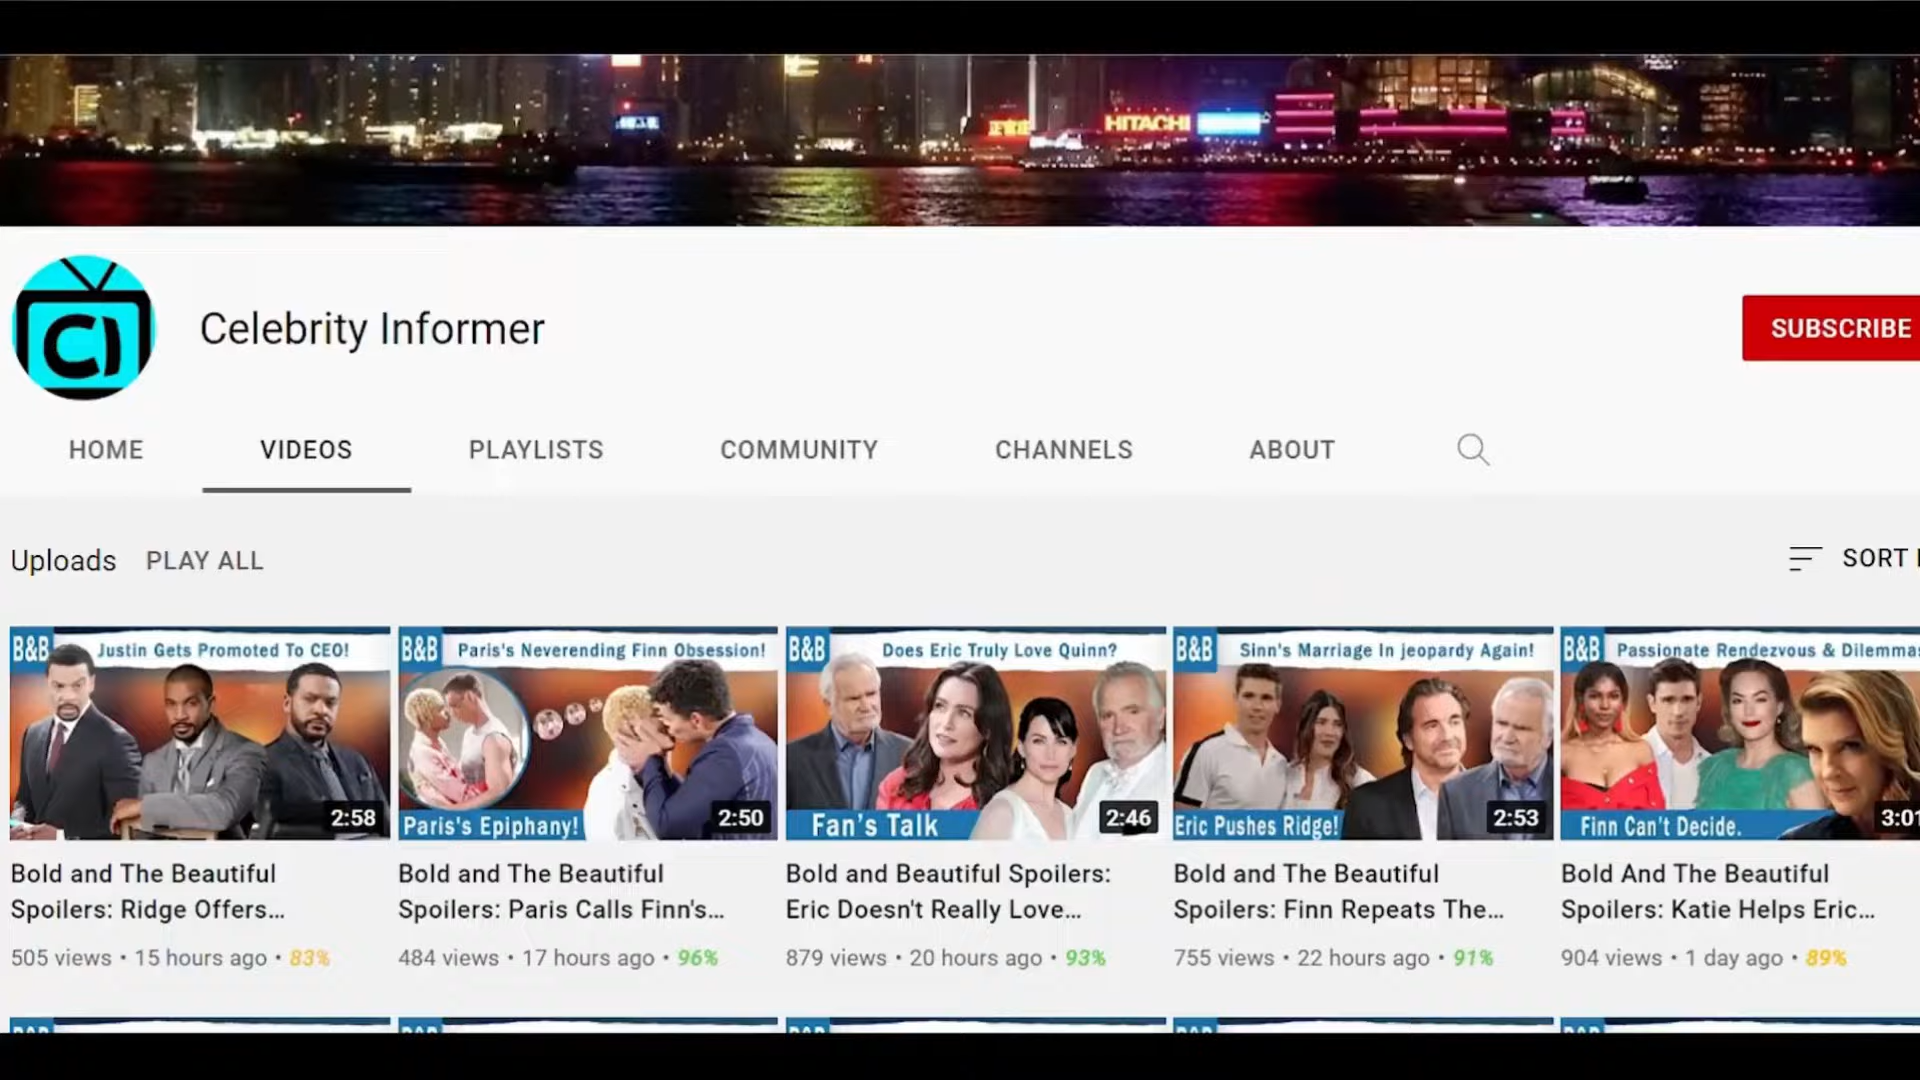 HITACHI
CI
Celebrity Informer
SUBSCRIBE
HOME
VIDEOS
PLAYLISTS
COMMUNITY
CHANNELS
ABOUT
Uploads
PLAY ALL
SORT
B&B
Justin Gets Promoted To CEO!
2:58
B&B
Paris's Neverending Finn Obsession!
Paris's Epiphany!
2:50
B&B
Does Eric Truly Love Quinn?
Fan's Talk
2:46
B&B
Sinn's Marriage In jeopardy Again!
Eric Pushes Ridge!
2:53
B&B
Passionate Rendezvous & Dilemmas
Finn Can't Decide.
3:01
Bold and The Beautiful
Spoilers: Ridge Offers...
505 views • 15 hours ago • 83%
Bold and The Beautiful
Spoilers: Paris Calls Finn's...
484 views • 17 hours ago • 96%
Bold and Beautiful Spoilers:
Eric Doesn't Really Love...
879 views • 20 hours ago • 93%
Bold and The Beautiful
Spoilers: Finn Repeats The...
755 views • 22 hours ago • 91%
Bold And The Beautiful
Spoilers: Katie Helps Eric...
904 views • 1 day ago • 89%
B&B
B&B
B&B
B&B
B&B